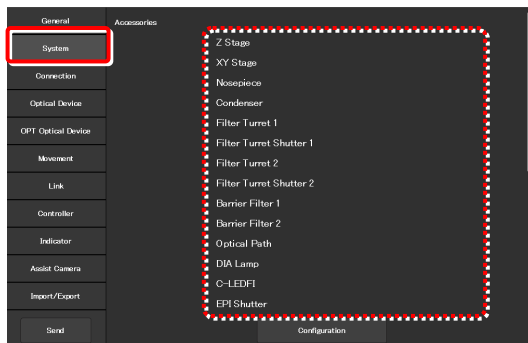 General
System
Connection
Optical Device
OPT Optical Device
Movement
Link
Controller
Indicator
Assist Camera
Import/Export
Send
Accessories
Z Stage
XY Stage
Nosepiece
Condenser
Filter Turret 1
Filter Turret Shutter 1
Filter Turret 2
Filter Turret Shutter 2
Barrier Filter 1
Barrier Filter 2
Optical Path
DIA Lamp
C-LEDFI
EPI Shutter
Configuration